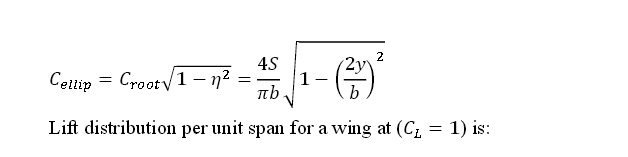 C_ellip = C_root√(1 − η²) = 4S/πb √(1 − (2y/b)²)
Lift distribution per unit span for a wing at (C_L = 1) is: